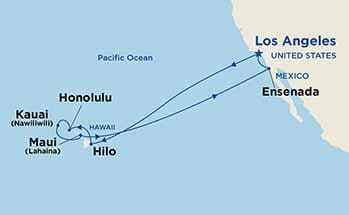 Los Angeles
UNITED STATES
Pacific Ocean
MEXICO
Ensenada
Honolulu
Kauai
(Nawiliwili)
HAWAII
Maui
(Lahaina)
Hilo